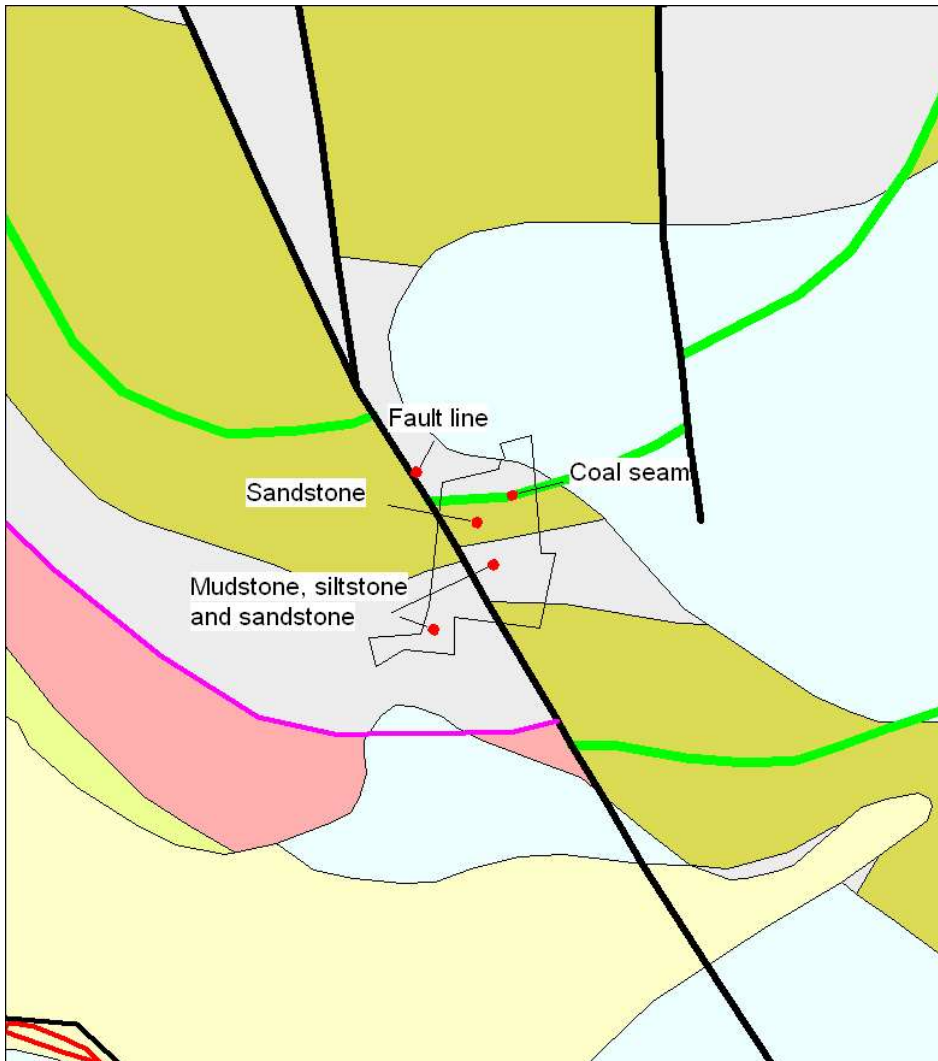 Fault line
Coal seam
Sandstone
Mudstone, siltstone
and sandstone